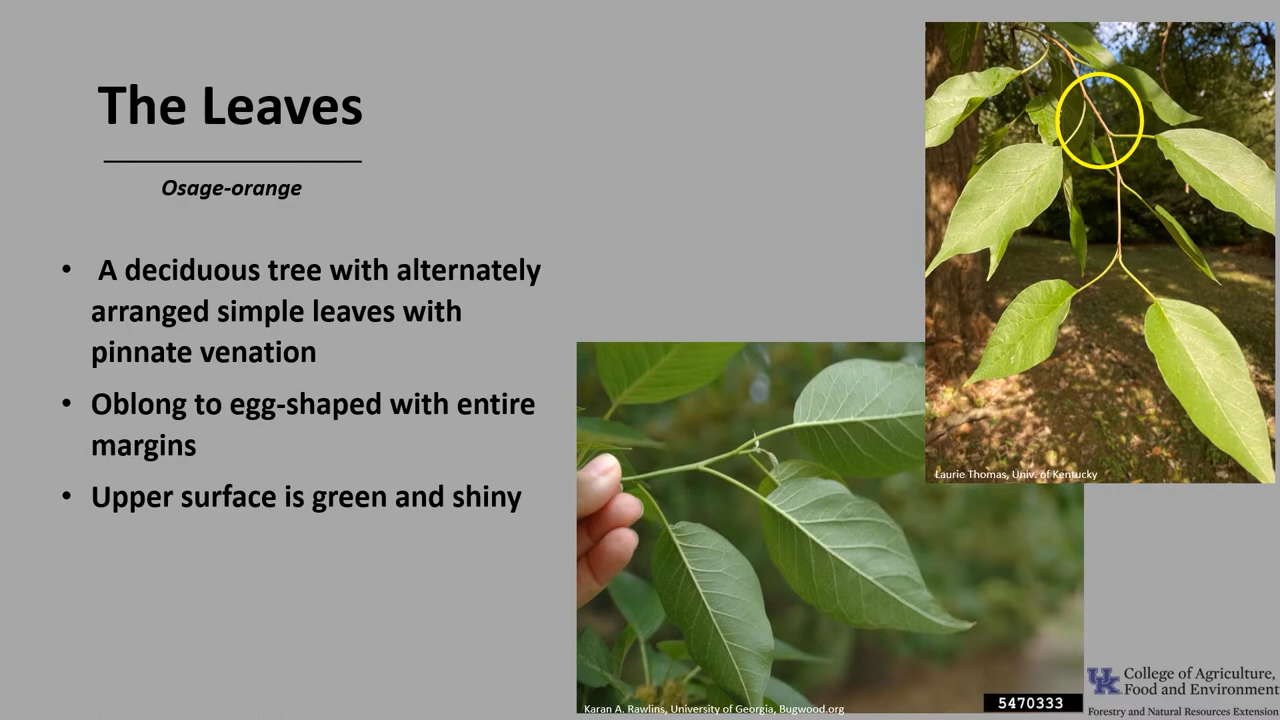 The Leaves
Osage-orange
• A deciduous tree with alternately
arranged simple leaves with
pinnate venation
• Oblong to egg-shaped with entire
margins
• Upper surface is green and shiny
Laurie Thomas, Univ. of Kentucky
Karan A. Rawlins, University of Georgia, Bugwood.org
5470333
UK College of Agriculture,
Food and Environment
Forestry and Natural Resources Extension